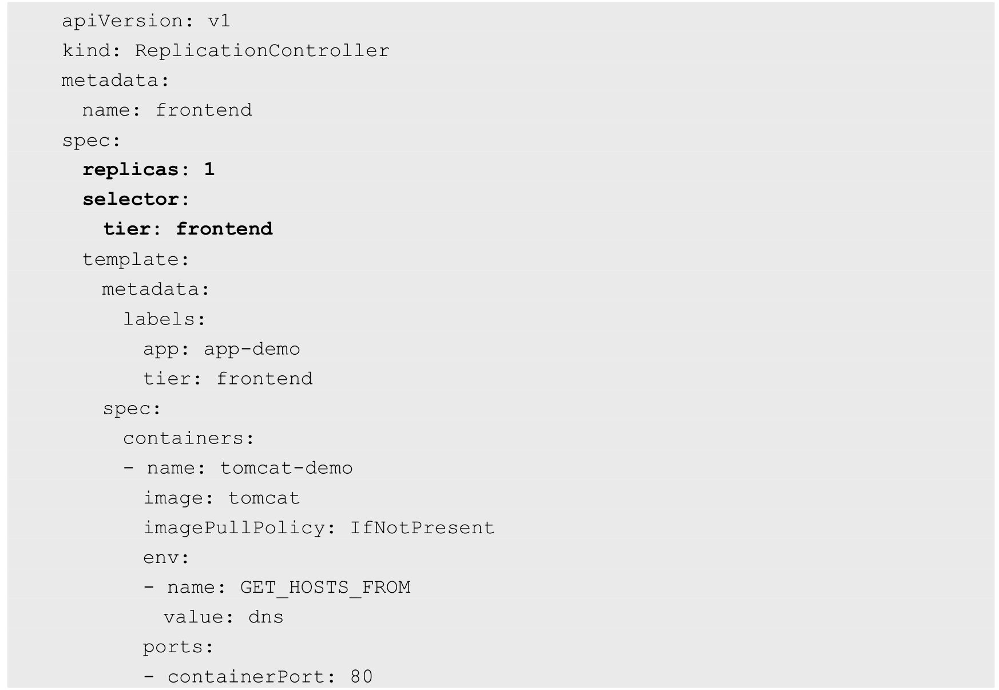 apiVersion: v1
kind: ReplicationController
metadata:
  name: frontend
spec:
  replicas: 1
  selector:
    tier: frontend
  template:
    metadata:
      labels:
        app: app-demo
        tier: frontend
    spec:
      containers:
      - name: tomcat-demo
        image: tomcat
        imagePullPolicy: IfNotPresent
        env:
        - name: GET_HOSTS_FROM
          value: dns
        ports:
        - containerPort: 80